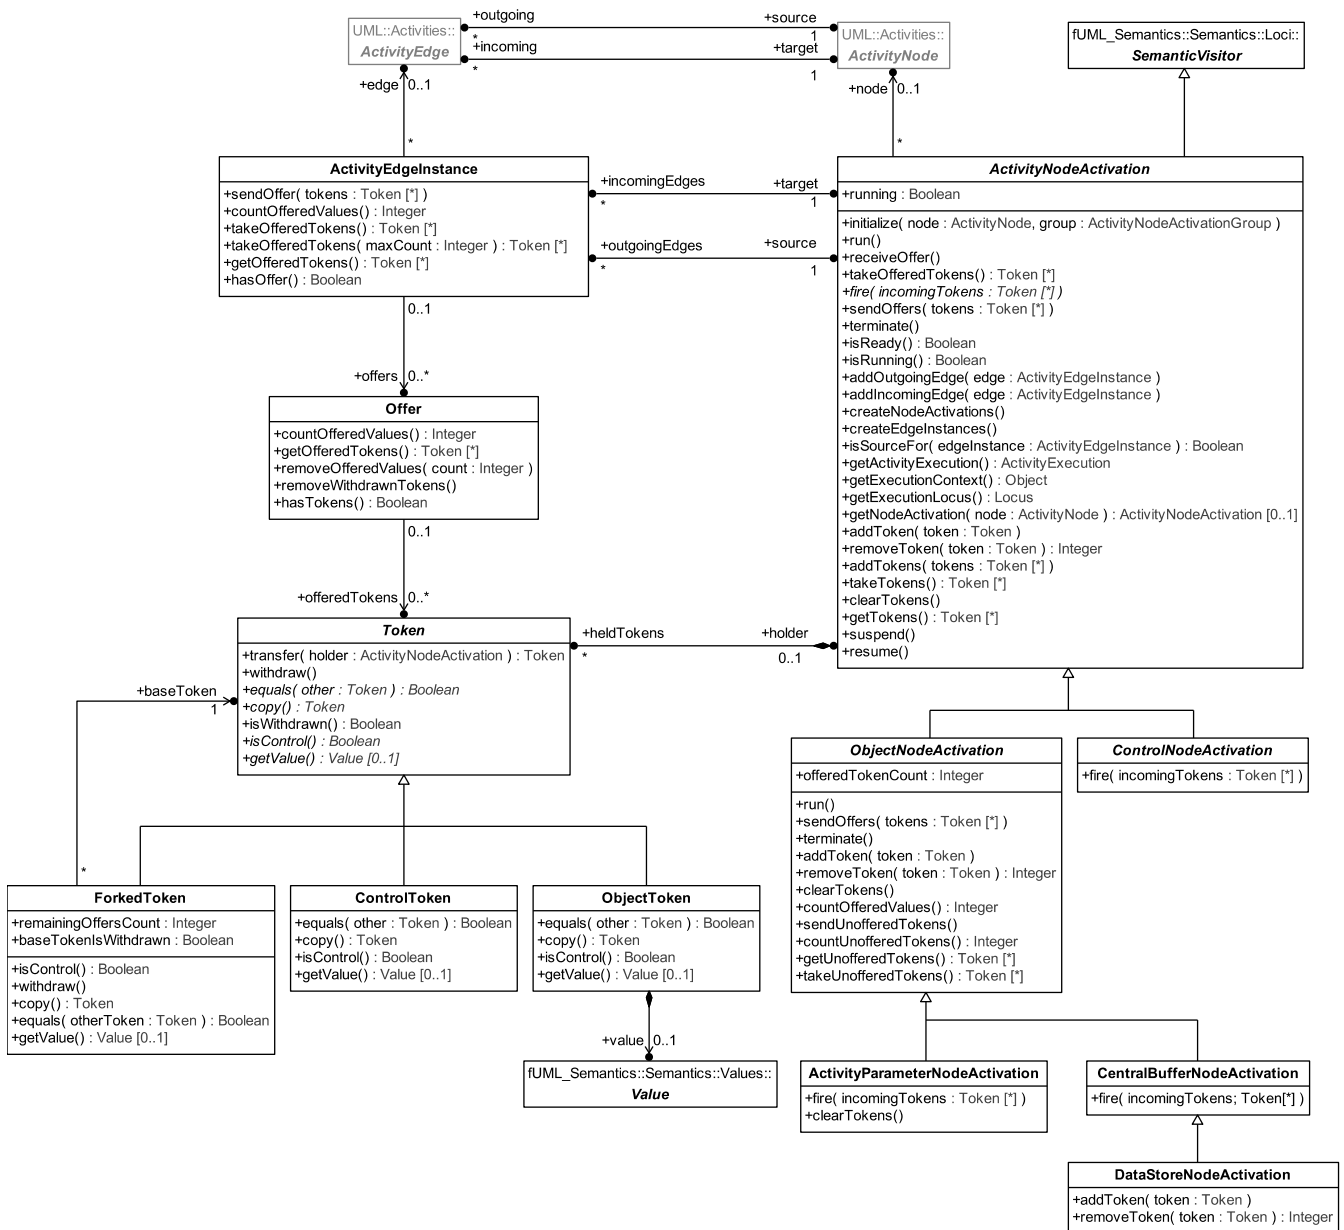 UML::Activities::
ActivityEdge
+outgoing
*
+source
1
+incoming
*
+target
1
UML::Activities::
ActivityNode
fUML_Semantics::Semantics::Loci::
SemanticVisitor
+edge
0..1
*
+node
0..1
*
ActivityEdgeInstance
+sendOffer( tokens : Token [*] )
+countOfferedValues() : Integer
+takeOfferedTokens() : Token [*]
+takeOfferedTokens( maxCount : Integer ) : Token [*]
+getOfferedTokens() : Token [*]
+hasOffer() : Boolean
+incomingEdges
*
+target
1
+outgoingEdges
*
+source
1
ActivityNodeActivation
+running : Boolean
+initialize( node : ActivityNode, group : ActivityNodeActivationGroup )
+run()
+receiveOffer()
+takeOfferedTokens() : Token [*]
+fire( incomingTokens : Token [*] )
+sendOffers( tokens : Token [*] )
+terminate()
+isReady() : Boolean
+isRunning() : Boolean
+addOutgoingEdge( edge : ActivityEdgeInstance )
+addIncomingEdge( edge : ActivityEdgeInstance )
+createNodeActivations()
+createEdgeInstances()
+isSourceFor( edgeInstance : ActivityEdgeInstance ) : Boolean
+getActivityExecution() : ActivityExecution
+getExecutionContext() : Object
+getExecutionLocus() : Locus
+getNodeActivation( node : ActivityNode ) : ActivityNodeActivation [0..1]
+addToken( token : Token )
+removeToken( token : Token ) : Integer
+addTokens( tokens : Token [*] )
+takeTokens() : Token [*]
+clearTokens()
+getTokens() : Token [*]
+suspend()
+resume()
0..1
+offers
0..*
Offer
+countOfferedValues() : Integer
+getOfferedTokens() : Token [*]
+removeOfferedValues( count : Integer )
+removeWithdrawnTokens()
+hasTokens() : Boolean
0..1
+offeredTokens
0..*
Token
+transfer( holder : ActivityNodeActivation ) : Token
+withdraw()
+equals( other : Token ) : Boolean
+copy() : Token
+isWithdrawn() : Boolean
+isControl() : Boolean
+getValue() : Value [0..1]
+heldTokens
*
+holder
0..1
+baseToken
1
*
ForkedToken
+remainingOffersCount : Integer
+baseTokenIsWithdrawn : Boolean
+isControl() : Boolean
+withdraw()
+copy() : Token
+equals( otherToken : Token ) : Boolean
+getValue() : Value [0..1]
ControlToken
+equals( other : Token ) : Boolean
+copy() : Token
+isControl() : Boolean
+getValue() : Value [0..1]
ObjectToken
+equals( other : Token ) : Boolean
+copy() : Token
+isControl() : Boolean
+getValue() : Value [0..1]
+value
0..1
fUML_Semantics::Semantics::Values::
Value
ObjectNodeActivation
+offeredTokenCount : Integer
+run()
+sendOffers( tokens : Token [*] )
+terminate()
+addToken( token : Token )
+removeToken( token : Token ) : Integer
+clearTokens()
+countOfferedValues() : Integer
+sendUnofferedTokens()
+countUnofferedTokens() : Integer
+getUnofferedTokens() : Token [*]
+takeUnofferedTokens() : Token [*]
ControlNodeActivation
+fire( incomingTokens : Token [*] )
ActivityParameterNodeActivation
+fire( incomingTokens : Token [*] )
+clearTokens()
CentralBufferNodeActivation
+fire( incomingTokens; Token[*] )
DataStoreNodeActivation
+addToken( token : Token )
+removeToken( token : Token ) : Integer